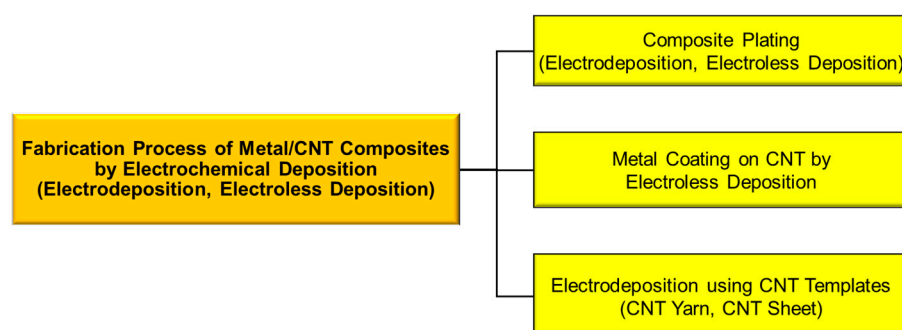 Composite Plating
(Electrodeposition, Electroless Deposition)
Fabrication Process of Metal/CNT Composites
by Electrochemical Deposition
(Electrodeposition, Electroless Deposition)
Metal Coating on CNT by
Electroless Deposition
Electrodeposition using CNT Templates
(CNT Yarn, CNT Sheet)